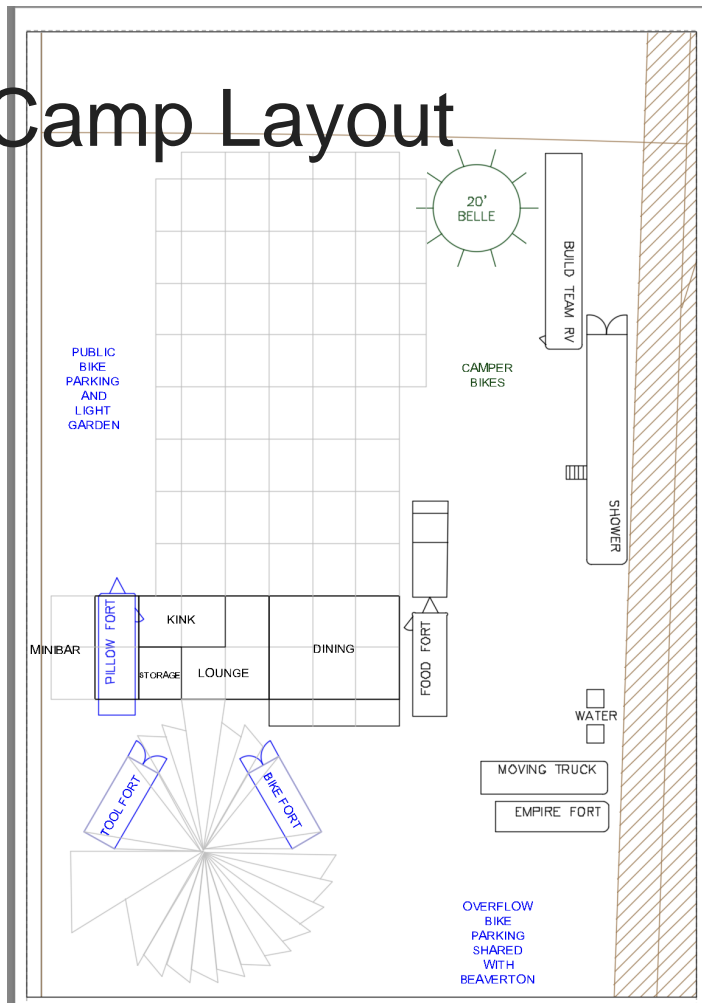 Camp Layout
20'
BELLE
BUILD TEAM RV
PUBLIC
BIKE
PARKING
AND
LIGHT
GARDEN
CAMPER
BIKES
SHOWER
PILLOW FORT
KINK
MINIBAR
STORAGE
LOUNGE
DINING
FOOD FORT
WATER
TOOL FORT
BIKE FORT
MOVING TRUCK
EMPIRE FORT
OVERFLOW
BIKE
PARKING
SHARED
WITH
BEAVERTON